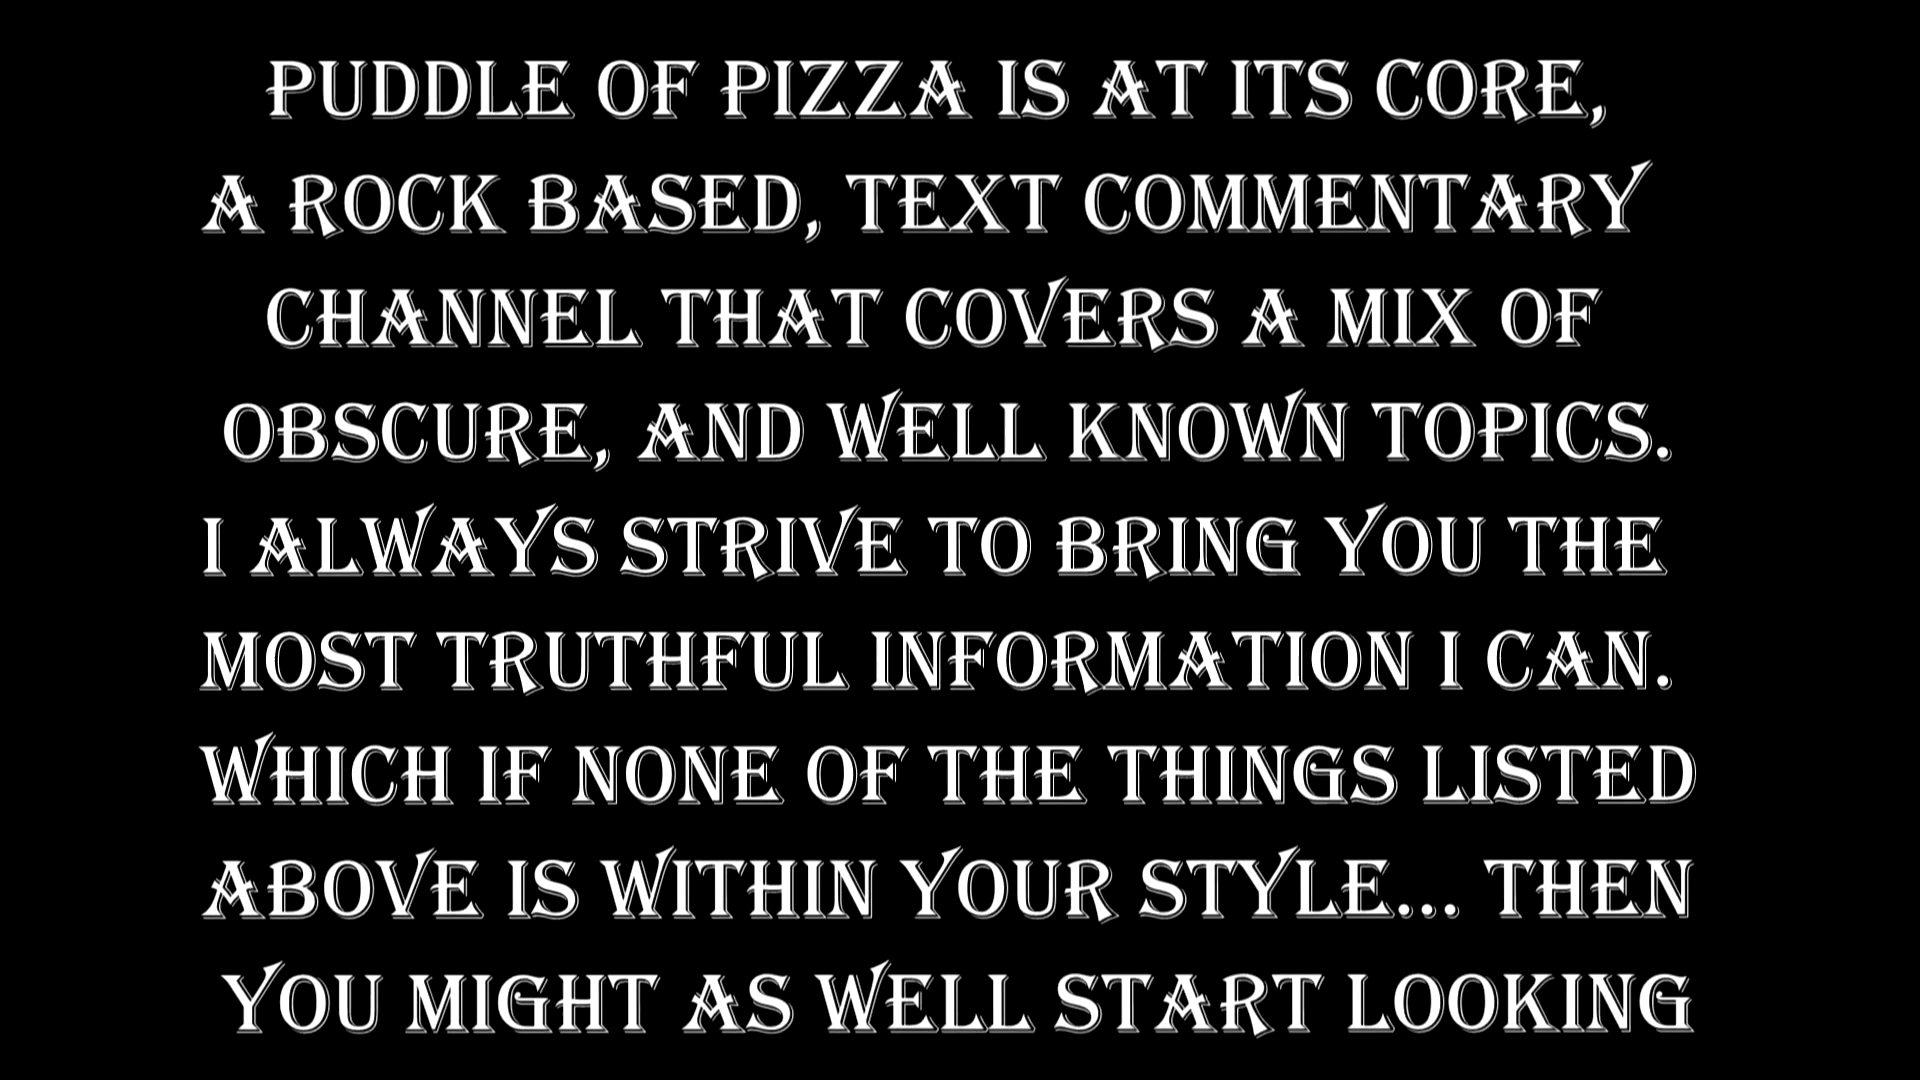 PUDDLE OF PIZZA IS AT ITS CORE,
A ROCK BASED, TEXT COMMENTARY
CHANNEL THAT COVERS A MIX OF
OBSCURE, AND WELL KNOWN TOPICS.
I ALWAYS STRIVE TO BRING YOU THE
MOST TRUTHFUL INFORMATION I CAN.
WHICH IF NONE OF THE THINGS LISTED
ABOVE IS WITHIN YOUR STYLE... THEN
YOU MIGHT AS WELL START LOOKING